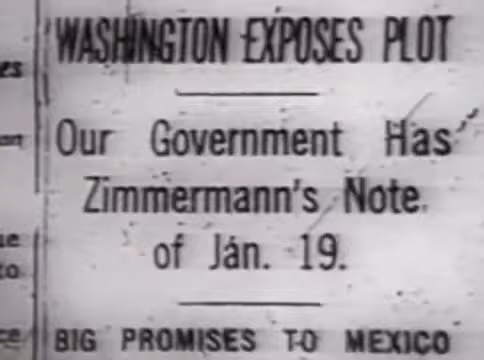 WASHINGTON EXPOSES PLOT
Our Government Has
Zimmermann's Note
of Jan. 19.
BIG PROMISES TO MEXICO